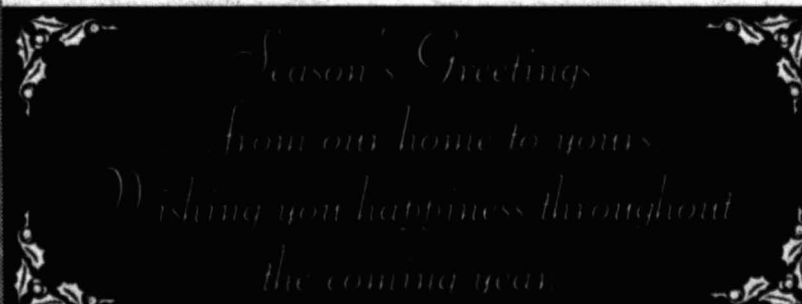 Season's Greetings
from our home to yours.
Wishing you happiness throughout
the coming year.